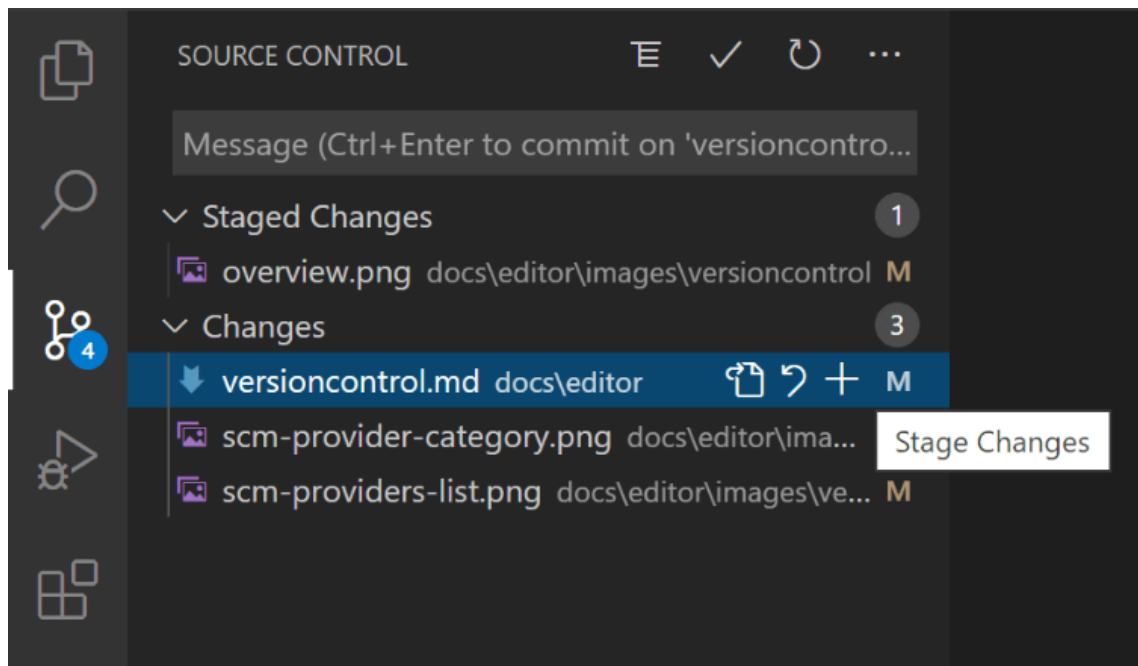 SOURCE CONTROL
Message (Ctrl+Enter to commit on 'versioncontro...
Staged Changes 1
overview.png docs\editor\images\versioncontrol M
Changes 3
4
versioncontrol.md docs\editor M
scm-provider-category.png docs\editor\ima...
Stage Changes
scm-providers-list.png docs\editor\images\ve... M